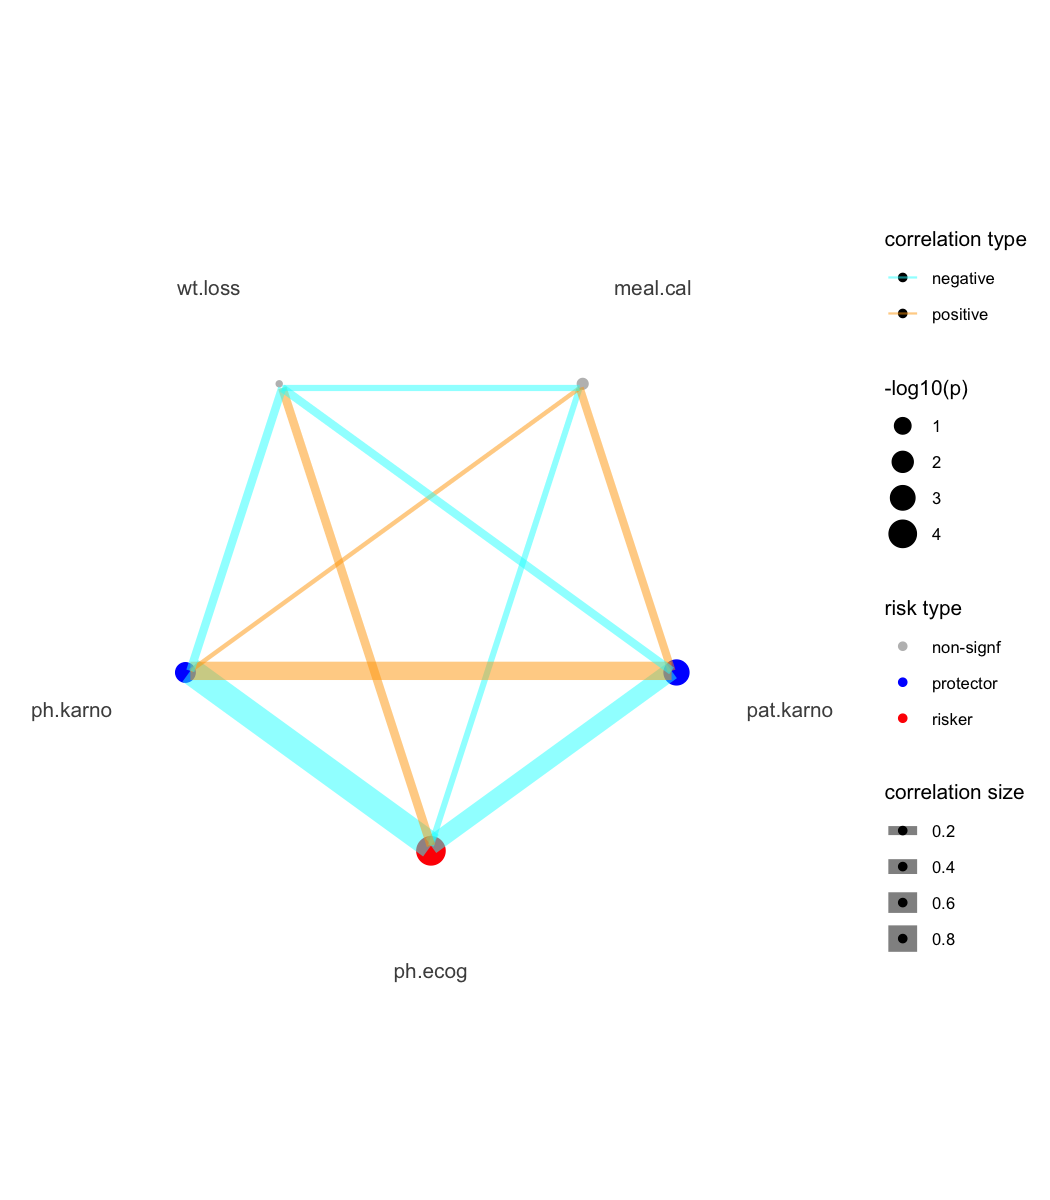 wt.loss
meal.cal
ph.karno
pat.karno
ph.ecog
correlation type
negative
positive
-log10(p)
1
2
3
4
risk type
non-signf
protector
risker
correlation size
0.2
0.4
0.6
0.8